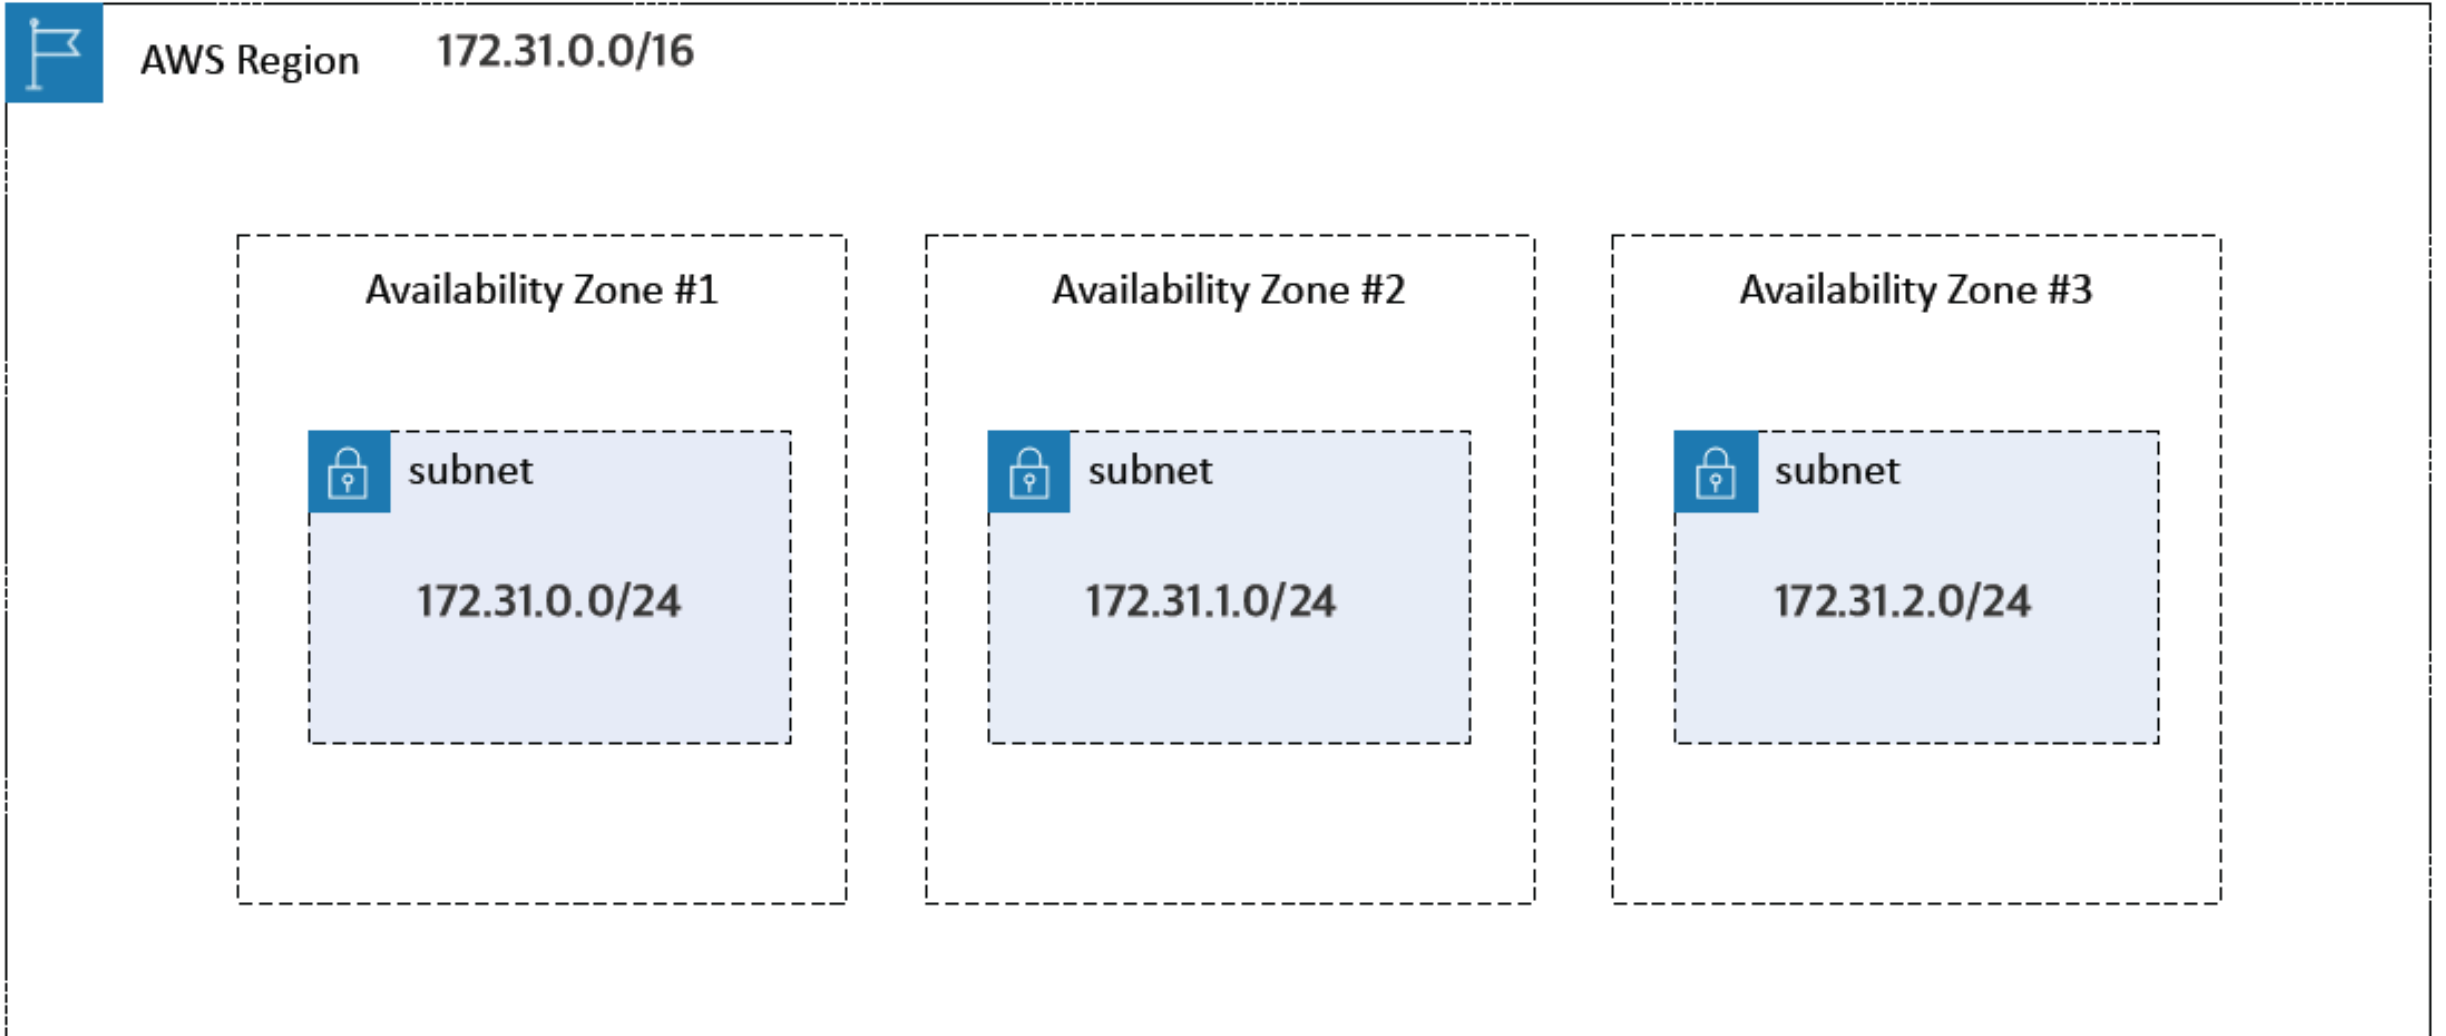 AWS Region 172.31.0.0/16
Availability Zone #1
Availability Zone #2
Availability Zone #3
subnet
172.31.0.0/24
subnet
172.31.1.0/24
subnet
172.31.2.0/24